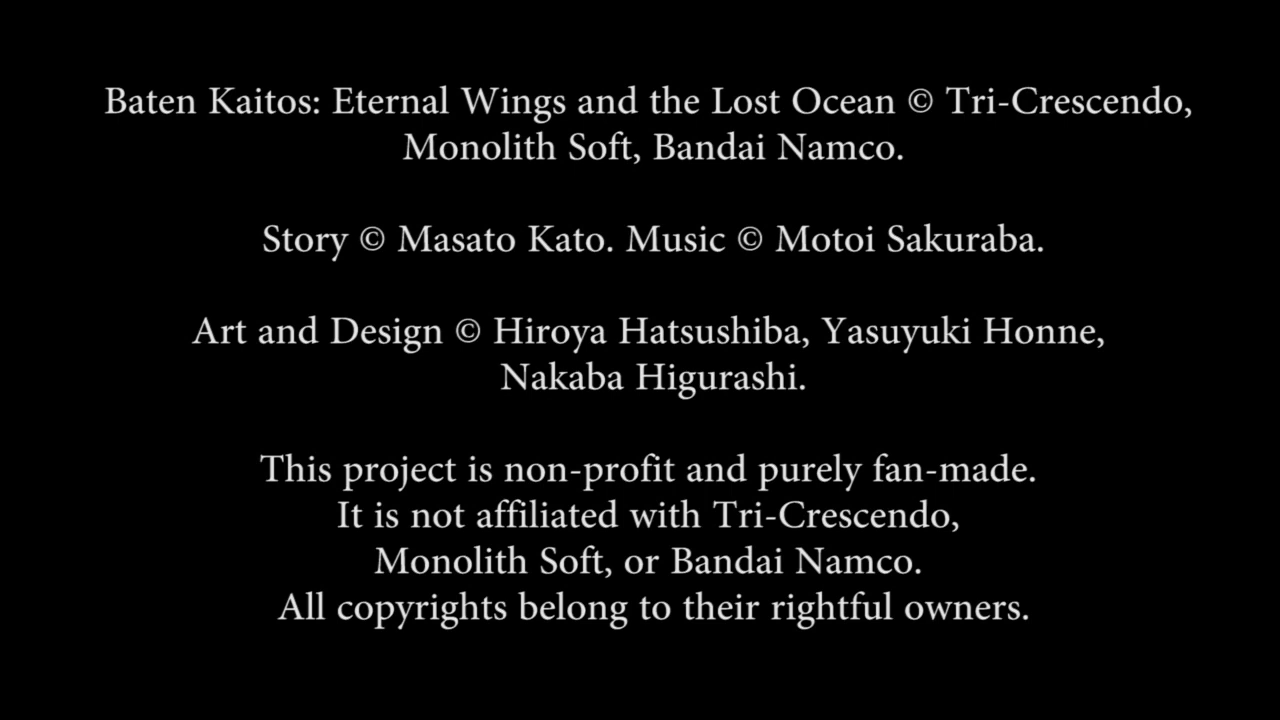 Baten Kaitos: Eternal Wings and the Lost Ocean © Tri-Crescendo,
Monolith Soft, Bandai Namco.
Story © Masato Kato. Music © Motoi Sakuraba.
Art and Design © Hiroya Hatsushiba, Yasuyuki Honne,
Nakaba Higurashi.
This project is non-profit and purely fan-made.
It is not affiliated with Tri-Crescendo,
Monolith Soft, or Bandai Namco.
All copyrights belong to their rightful owners.